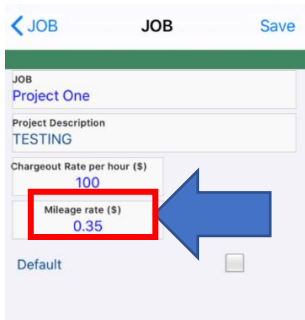 JOB JOB Save
JOB
Project One
Project Description
TESTING
Chargeout Rate per hour ($)
100
Mileage rate ($)
0.35
Default